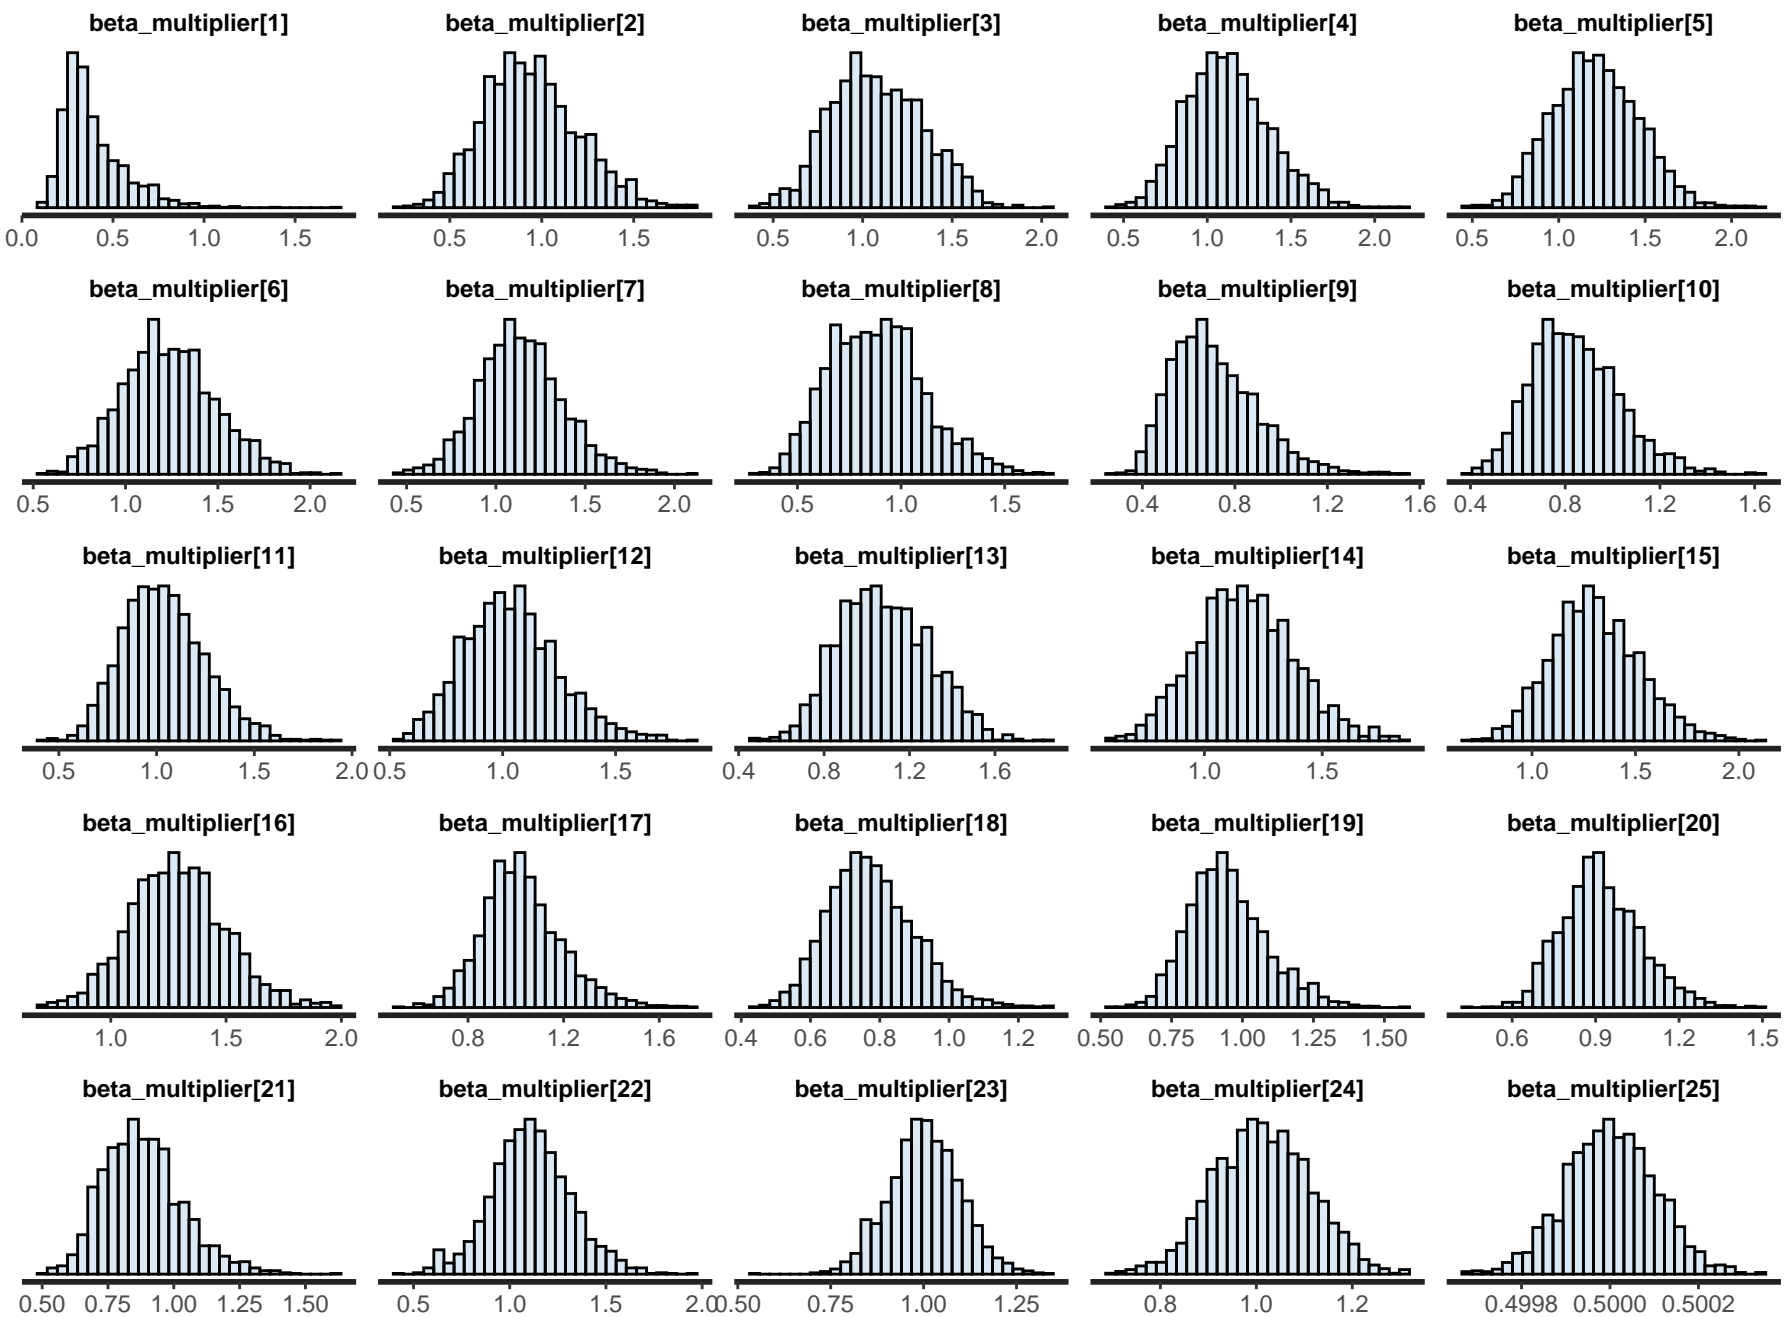 beta_multiplier[1] beta_multiplier[2] beta_multiplier[3] beta_multiplier[4] beta_multiplier[5]
0.0 0.5 1.0 1.5 0.5 1.0 1.5 0.5 1.0 1.5 2.0 0.5 1.0 1.5 2.0 0.5 1.0 1.5 2.0
beta_multiplier[6] beta_multiplier[7] beta_multiplier[8] beta_multiplier[9] beta_multiplier[10]
0.5 1.0 1.5 2.0 0.5 1.0 1.5 2.0 0.5 1.0 1.5 0.4 0.8 1.2 1.6 0.4 0.8 1.2 1.6
beta_multiplier[11] beta_multiplier[12] beta_multiplier[13] beta_multiplier[14] beta_multiplier[15]
0.5 1.0 1.5 2.0 0.5 1.0 1.5 0.4 0.8 1.2 1.6 1.0 1.5 1.0 1.5 2.0
beta_multiplier[16] beta_multiplier[17] beta_multiplier[18] beta_multiplier[19] beta_multiplier[20]
1.0 1.5 2.0 0.8 1.2 1.6 0.4 0.6 0.8 1.0 1.2 0.50 0.75 1.00 1.25 1.50 0.6 0.9 1.2 1.5
beta_multiplier[21] beta_multiplier[22] beta_multiplier[23] beta_multiplier[24] beta_multiplier[25]
0.50 0.75 1.00 1.25 1.50 0.5 1.0 1.5 2.0 0.50 0.75 1.00 1.25 0.8 1.0 1.2 0.4998 0.5000 0.5002